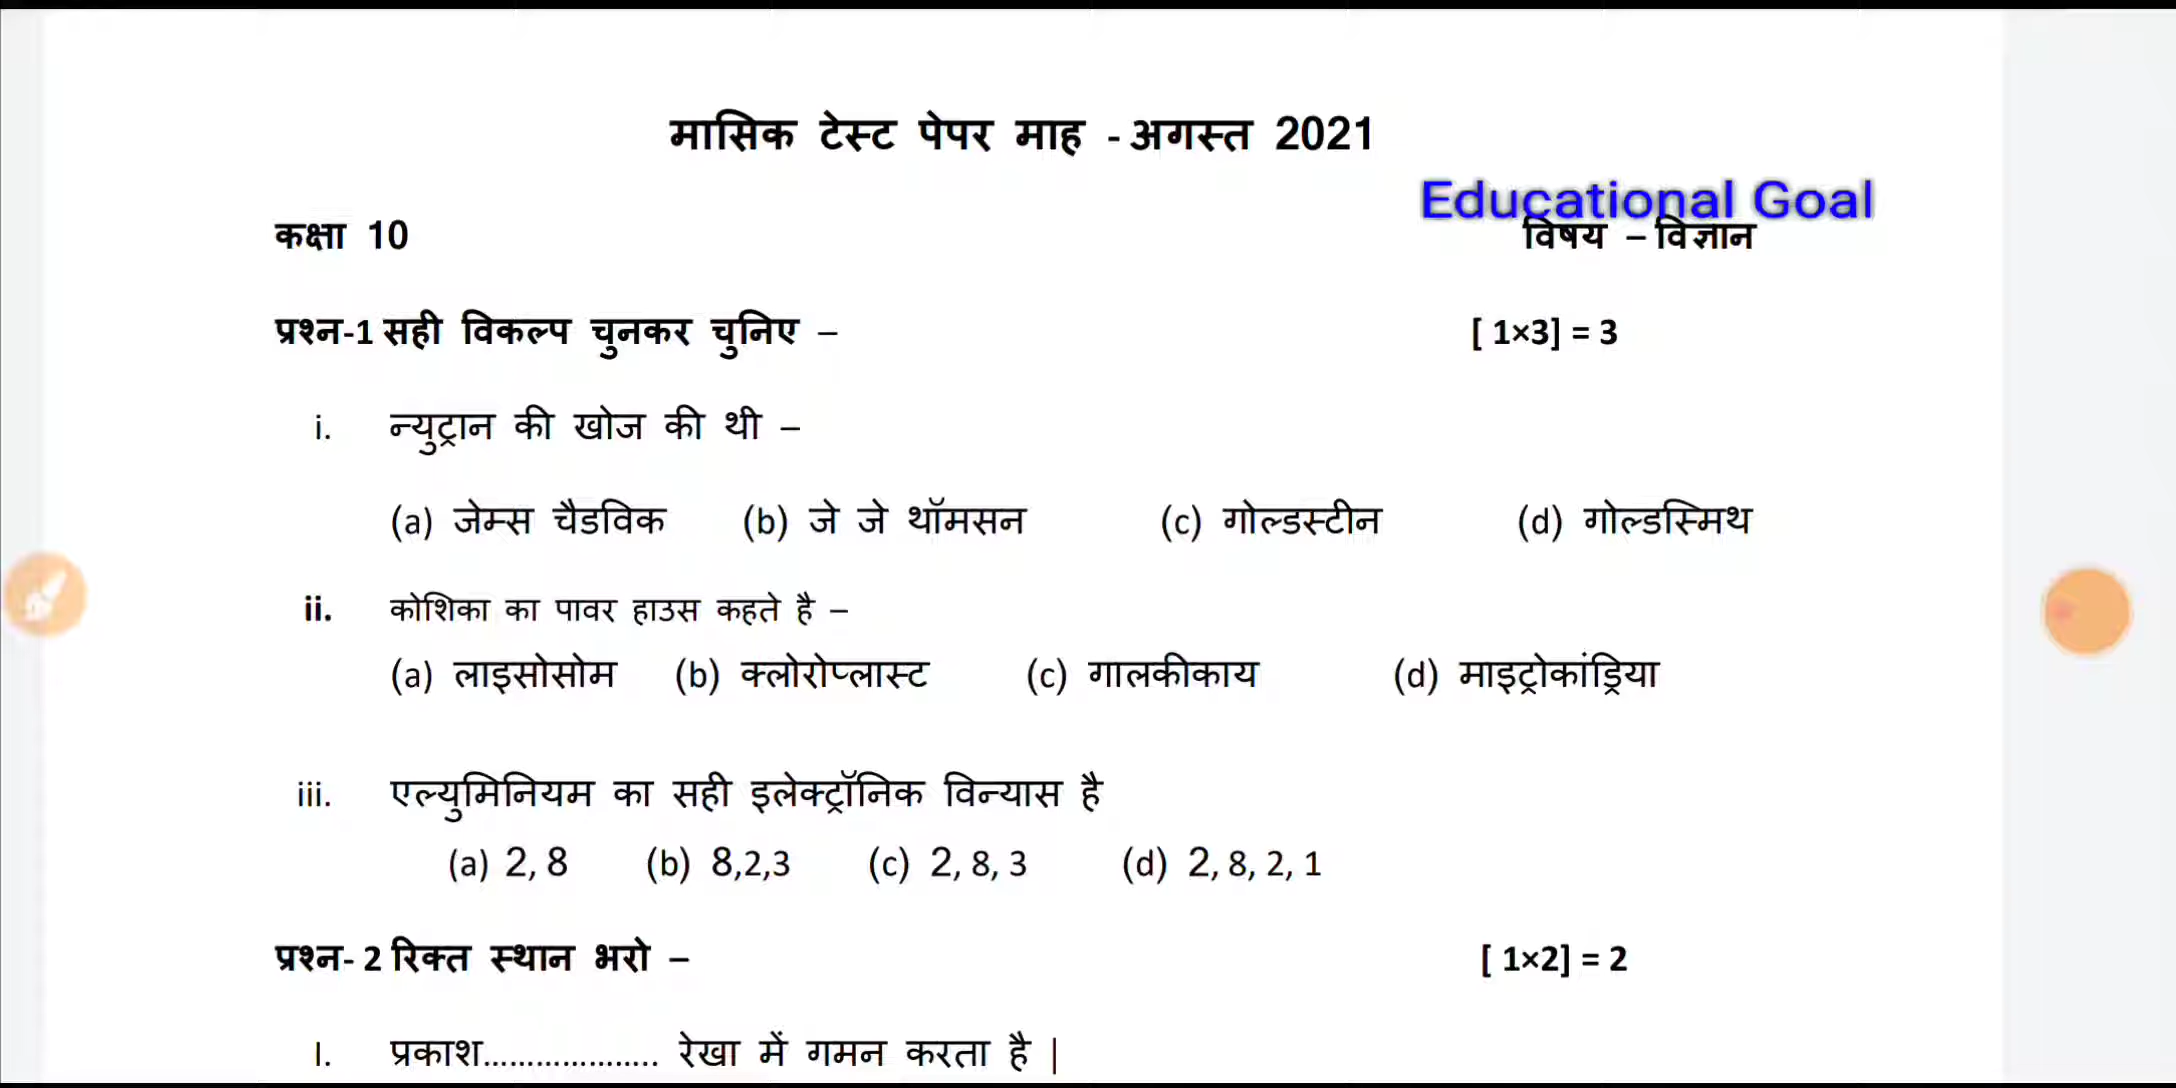 मासिक टेस्ट पेपर माह - अगस्त 2021
Educational Goal
कक्षा 10 विषय – विज्ञान
प्रश्न-1 सही विकल्प चुनकर चुनिए – [ 1×3] = 3
i. न्युट्रान की खोज की थी –
(a) जेम्स चैडविक (b) जे जे थॉमसन (c) गोल्डस्टीन (d) गोल्डस्मिथ
ii. कोशिका का पावर हाउस कहते है –
(a) लाइसोसोम (b) क्लोरोप्लास्ट (c) गालकीकाय (d) माइट्रोकांड्रिया
iii. एल्युमिनियम का सही इलेक्ट्रॉनिक विन्यास है
(a) 2, 8 (b) 8,2,3 (c) 2, 8, 3 (d) 2, 8, 2, 1
प्रश्न- 2 रिक्त स्थान भरो – [ 1×2] = 2
I. प्रकाश.................... रेखा में गमन करता है |